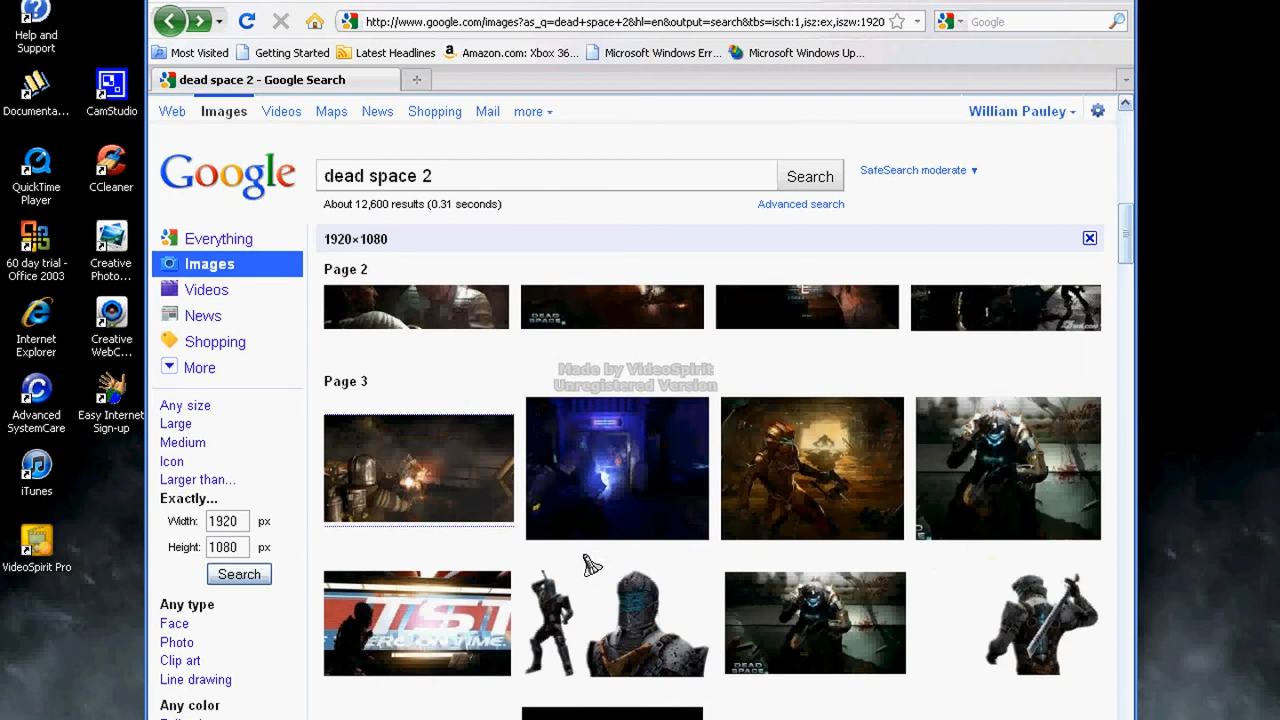 Help and
Support
Documenta...
CamStudio
QuickTime
Player
CCleaner
60 day trial -
Office 2003
Creative
Photo...
Internet
Explorer
Creative
WebC...
Advanced
SystemCare
Easy Internet
Sign-up
iTunes
VideoSpirit Pro
http://www.google.com/images?as_q=dead+space+2&hl=en&output=search&tbs=isch:1,isz:ex,iszw:1920
Google
Most Visited
Getting Started
Latest Headlines
Amazon.com: Xbox 36...
Microsoft Windows Err...
Microsoft Windows Up...
dead space 2 - Google Search
Web Images Videos Maps News Shopping Mail more
William Pauley
Google
dead space 2
Search
SafeSearch moderate ▼
About 12,600 results (0.31 seconds)
Advanced search
Everything
Images
Videos
News
Shopping
More
Any size
Large
Medium
Icon
Larger than...
Exactly...
Width: 1920 px
Height: 1080 px
Search
Any type
Face
Photo
Clip art
Line drawing
Any color
1920×1080
Page 2
DEAD
SPACE
Made by VideoSpirit
Unregistered Version
Page 3
DEAD
SPACE